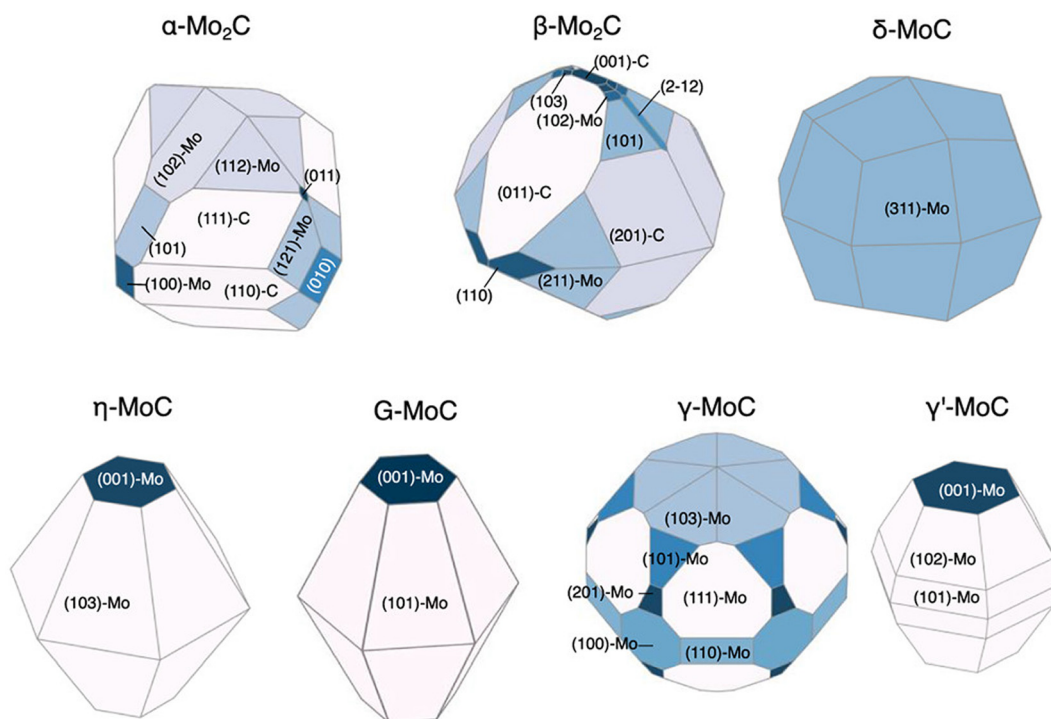 α-Mo₂C
β-Mo₂C
δ-MoC
(102)-Mo
(112)-Mo
(011)
(111)-C
(101)
(121)-Mo
(010)
(100)-Mo
(110)-C
(001)-C
(103)
(2-12)
(102)-Mo
(101)
(011)-C
(201)-C
(110)
(211)-Mo
(311)-Mo
η-MoC
G-MoC
γ-MoC
γ'-MoC
(001)-Mo
(103)-Mo
(001)-Mo
(101)-Mo
(103)-Mo
(101)-Mo
(201)-Mo
(111)-Mo
(100)-Mo
(110)-Mo
(001)-Mo
(102)-Mo
(101)-Mo